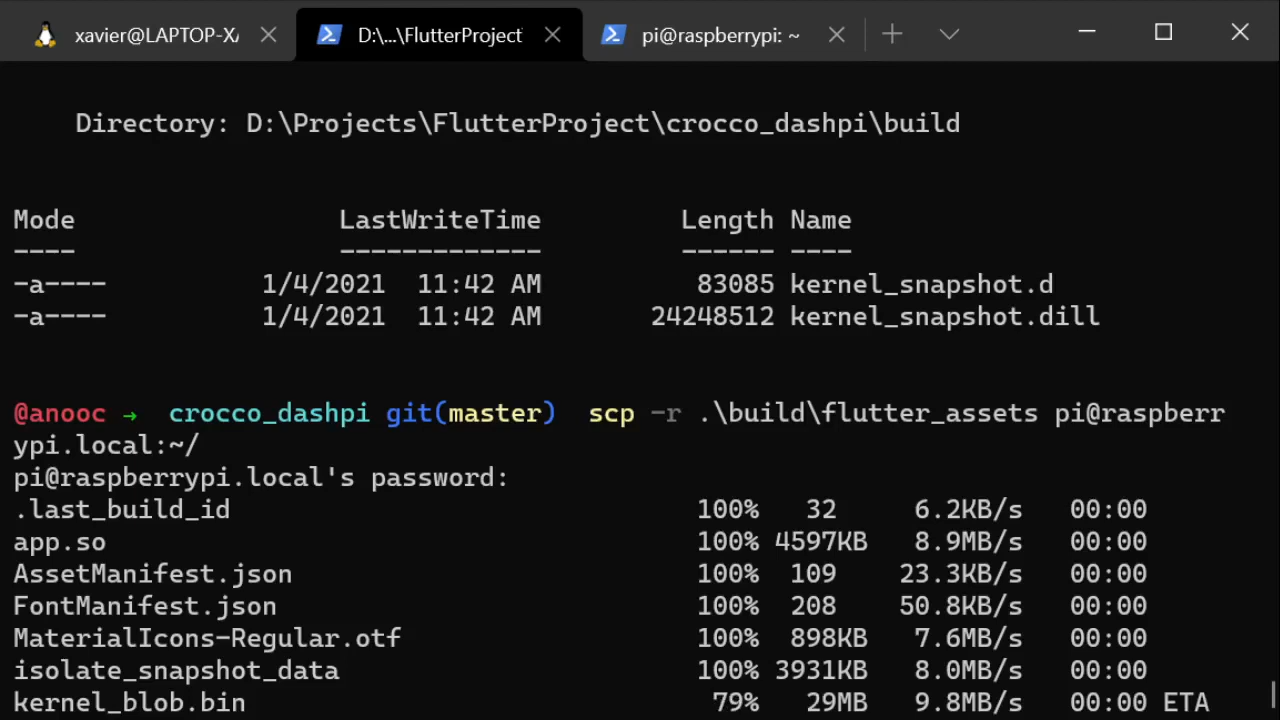 xavier@LAPTOP-XA
D:\...\FlutterProject
pi@raspberrypi: ~
Directory: D:\Projects\FlutterProject\crocco_dashpi\build
Mode LastWriteTime Length Name
---- ------------- ------ ----
-a---- 1/4/2021 11:42 AM 83085 kernel_snapshot.d
-a---- 1/4/2021 11:42 AM 24248512 kernel_snapshot.dill
@anooc → crocco_dashpi git(master) scp -r .\build\flutter_assets pi@raspberr
ypi.local:~/
pi@raspberrypi.local's password:
.last_build_id 100% 32 6.2KB/s 00:00
app.so 100% 4597KB 8.9MB/s 00:00
AssetManifest.json 100% 109 23.3KB/s 00:00
FontManifest.json 100% 208 50.8KB/s 00:00
MaterialIcons-Regular.otf 100% 898KB 7.6MB/s 00:00
isolate_snapshot_data 100% 3931KB 8.0MB/s 00:00
kernel_blob.bin 79% 29MB 9.8MB/s 00:00 ETA